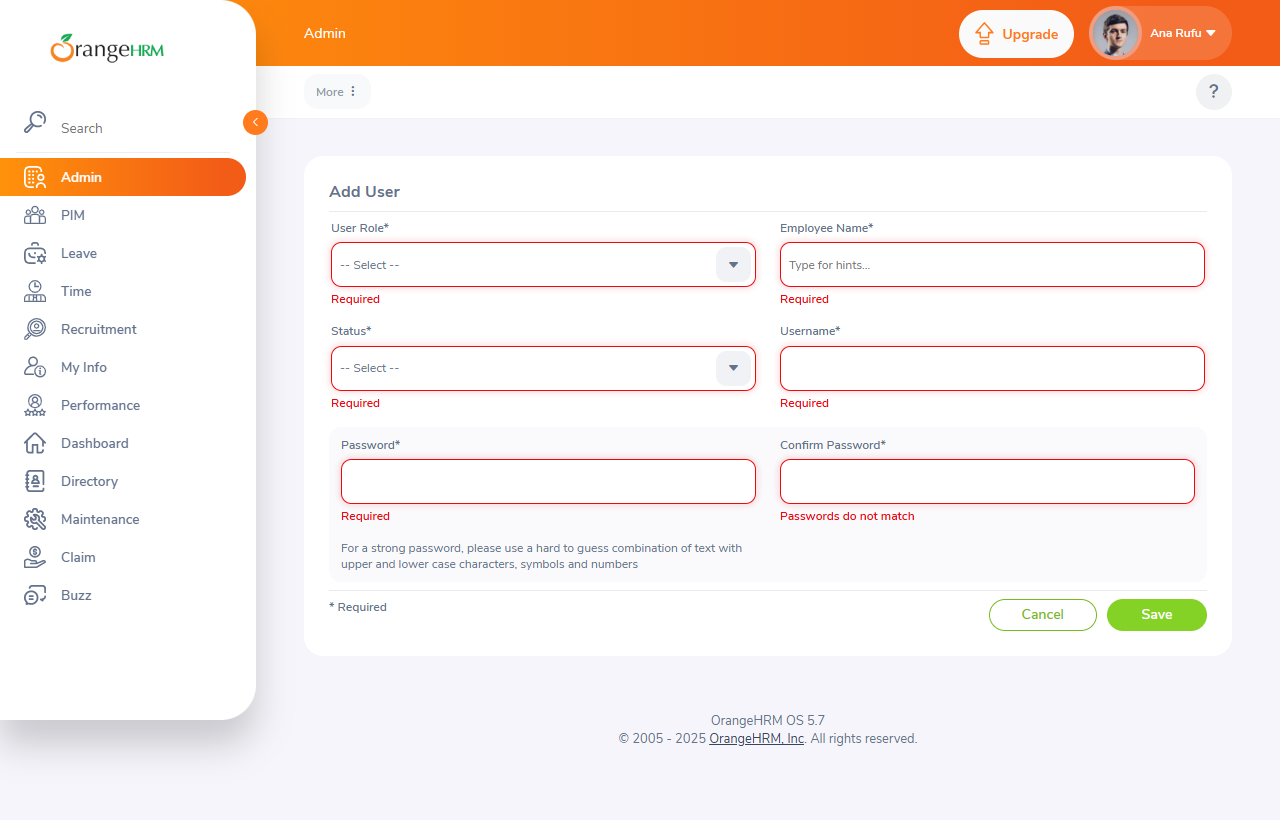 OrangeHRM
Admin
Upgrade
Ana Rufu
More
?
Search
Admin
PIM
Leave
Time
Recruitment
My Info
Performance
Dashboard
Directory
Maintenance
Claim
Buzz
Add User
User Role*
Employee Name*
-- Select --
Type for hints...
Required
Required
Status*
Username*
-- Select --
Required
Required
Password*
Confirm Password*
Required
Passwords do not match
For a strong password, please use a hard to guess combination of text with
upper and lower case characters, symbols and numbers
* Required
Cancel
Save
OrangeHRM OS 5.7
© 2005 - 2025 OrangeHRM, Inc. All rights reserved.